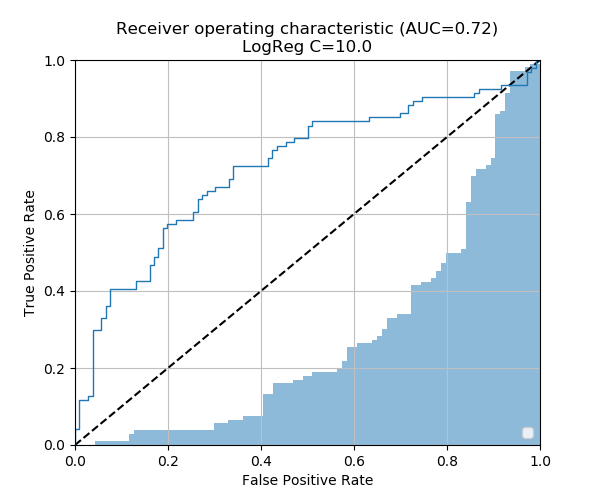 Receiver operating characteristic (AUC=0.72)
LogReg C=10.0
1.0
0.8
0.6
0.4
0.2
0.0
True Positive Rate
0.0 0.2 0.4 0.6 0.8 1.0
False Positive Rate